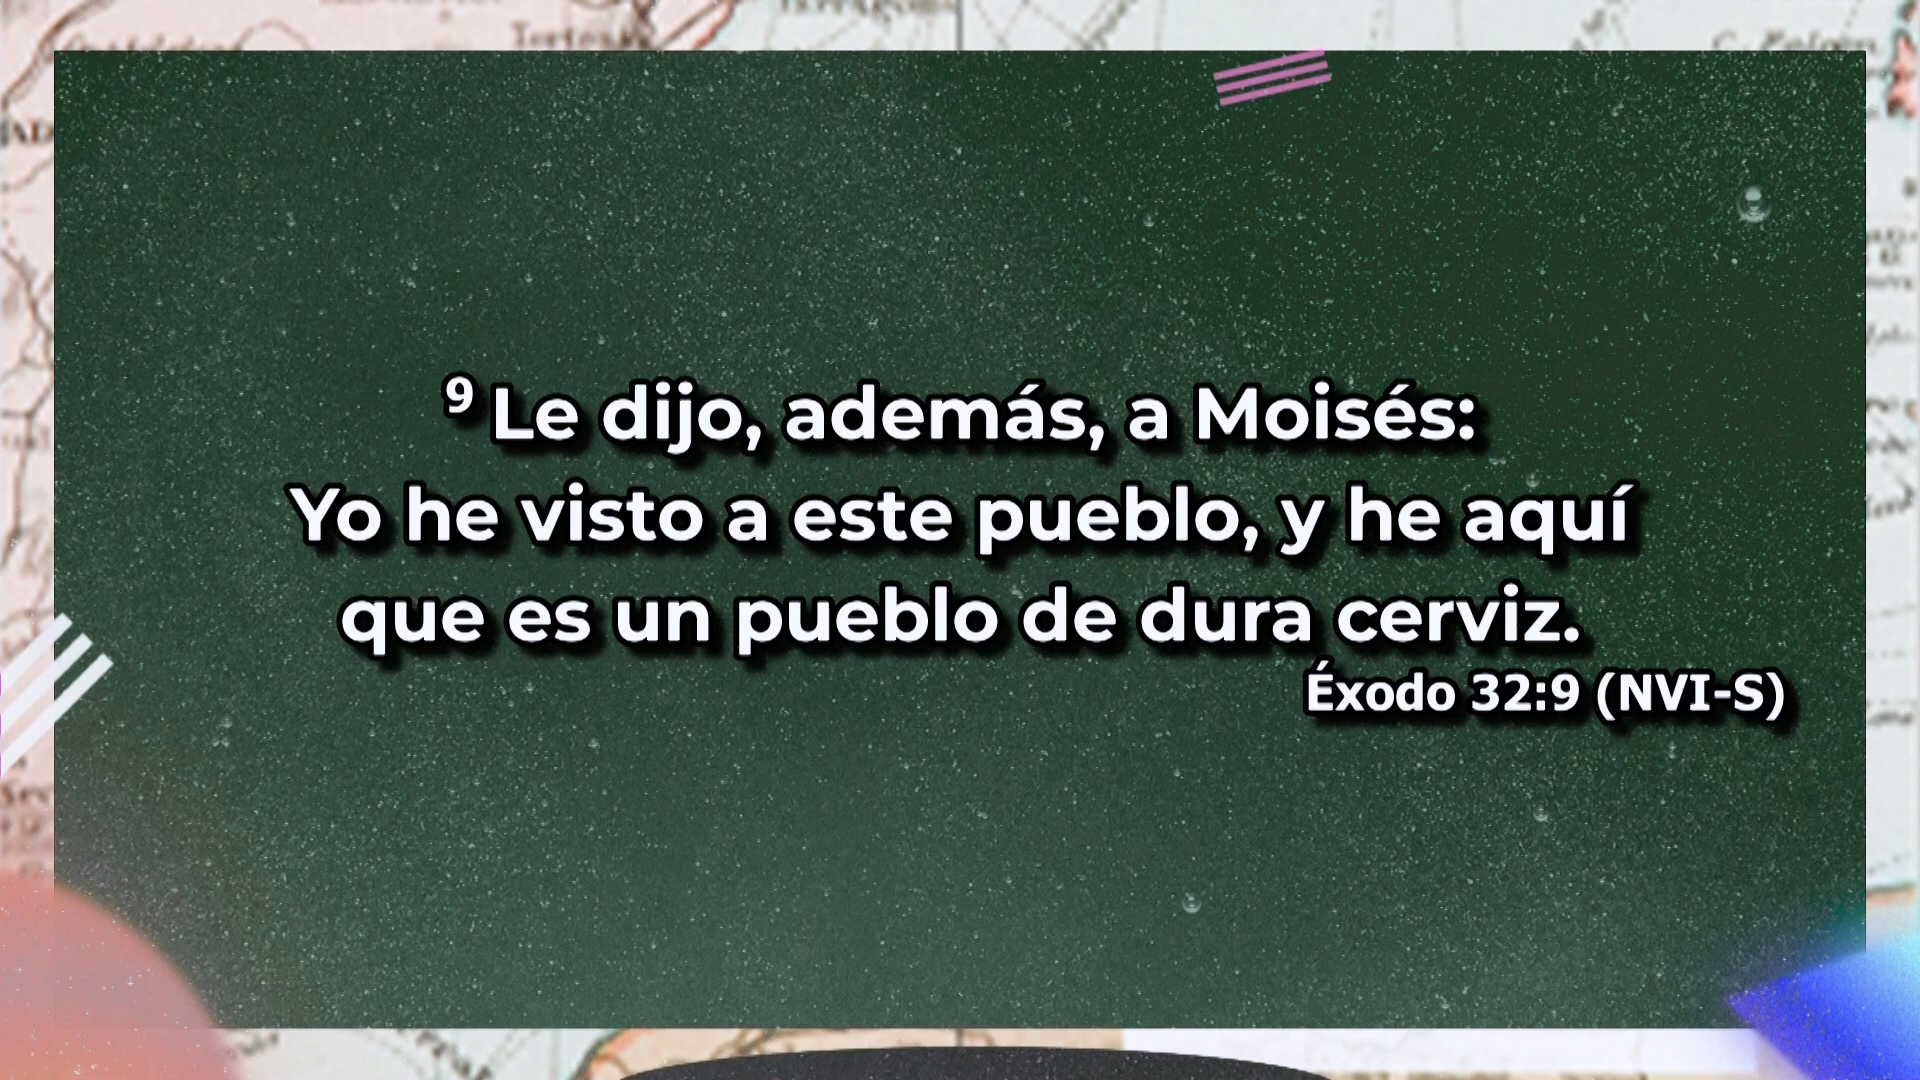 9 Le dijo, además, a Moisés:
Yo he visto a este pueblo, y he aquí
que es un pueblo de dura cerviz.
Éxodo 32:9 (NVI-S)